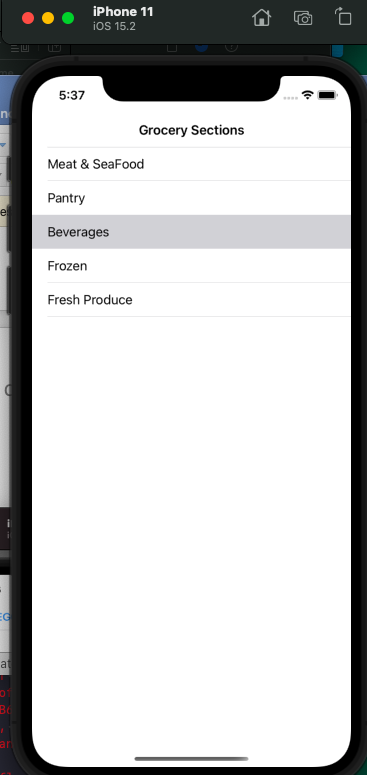 iPhone 11
iOS 15.2
5:37
Grocery Sections
Meat & SeaFood
Pantry
Beverages
Frozen
Fresh Produce